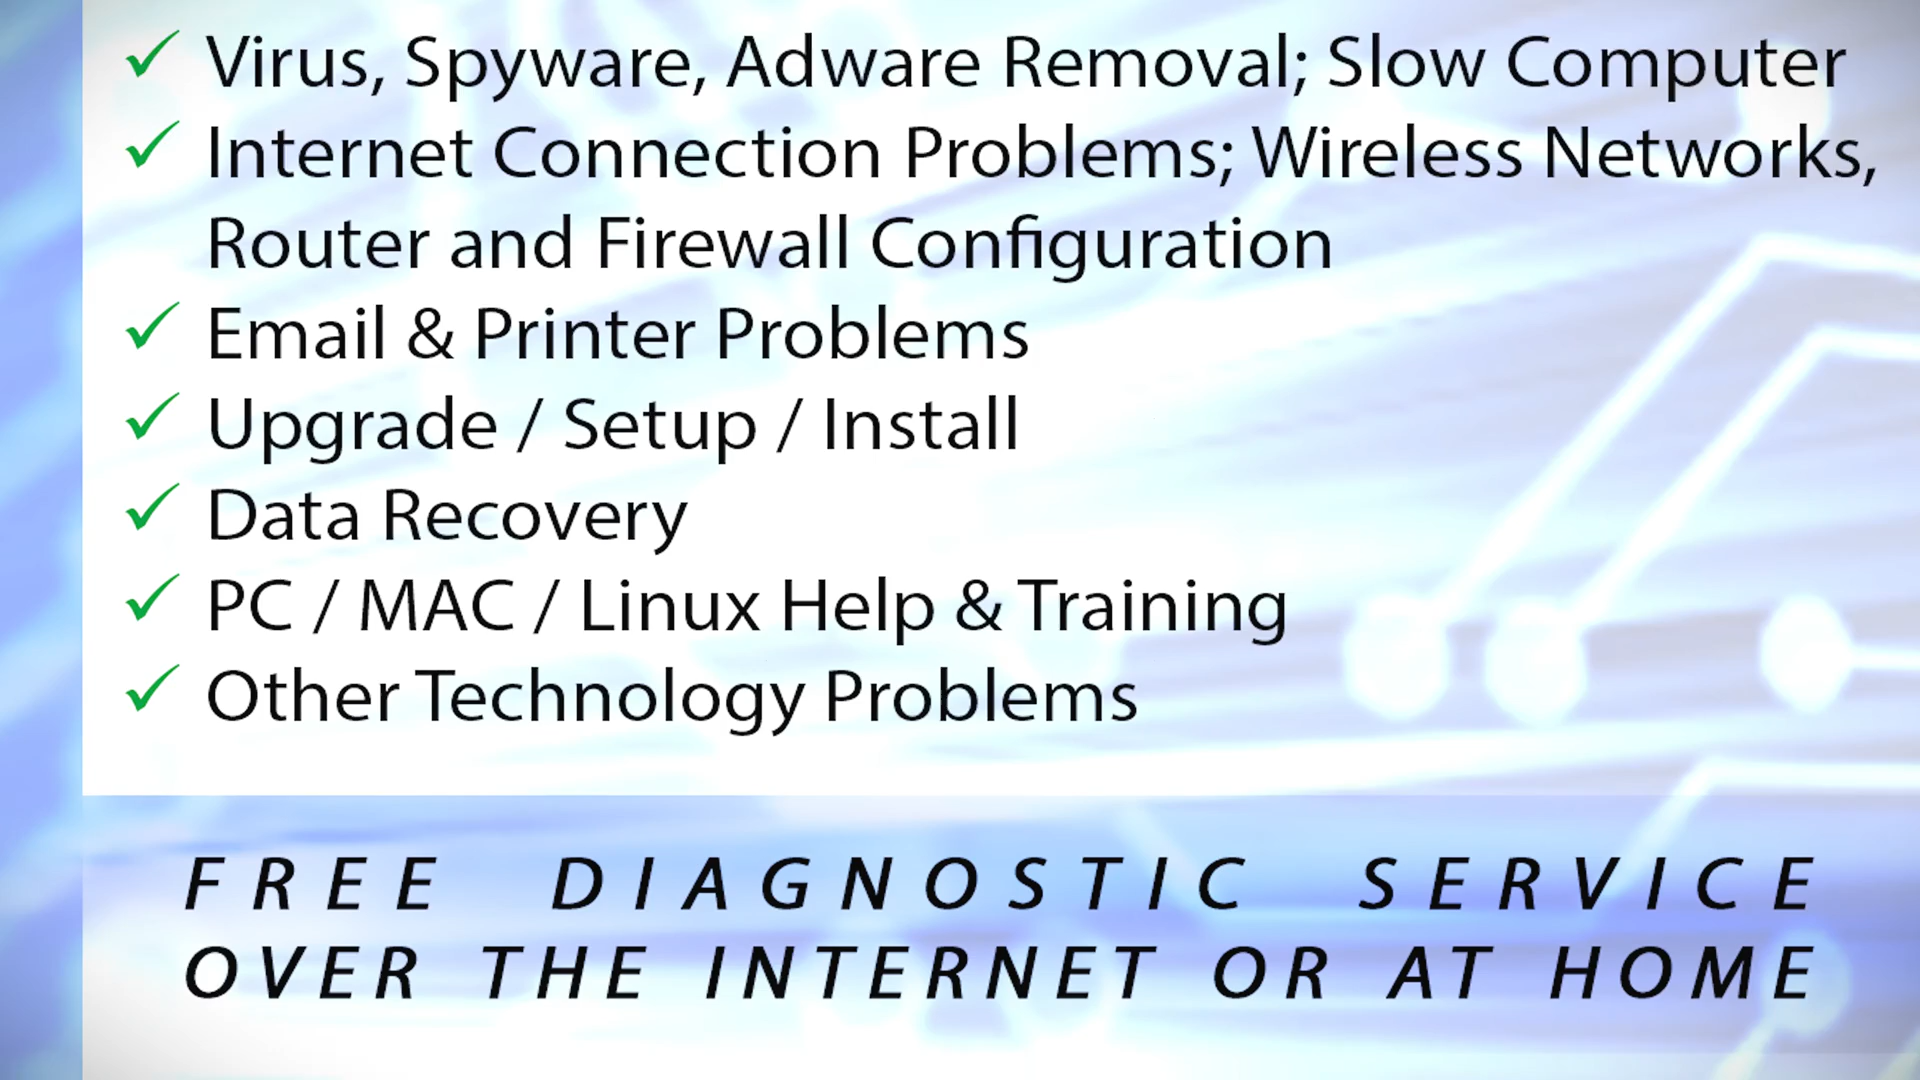 Virus, Spyware, Adware Removal; Slow Computer
Internet Connection Problems; Wireless Networks,
Router and Firewall Configuration
Email & Printer Problems
Upgrade / Setup / Install
Data Recovery
PC / MAC / Linux Help & Training
Other Technology Problems
FREE DIAGNOSTIC SERVICE
OVER THE INTERNET OR AT HOME